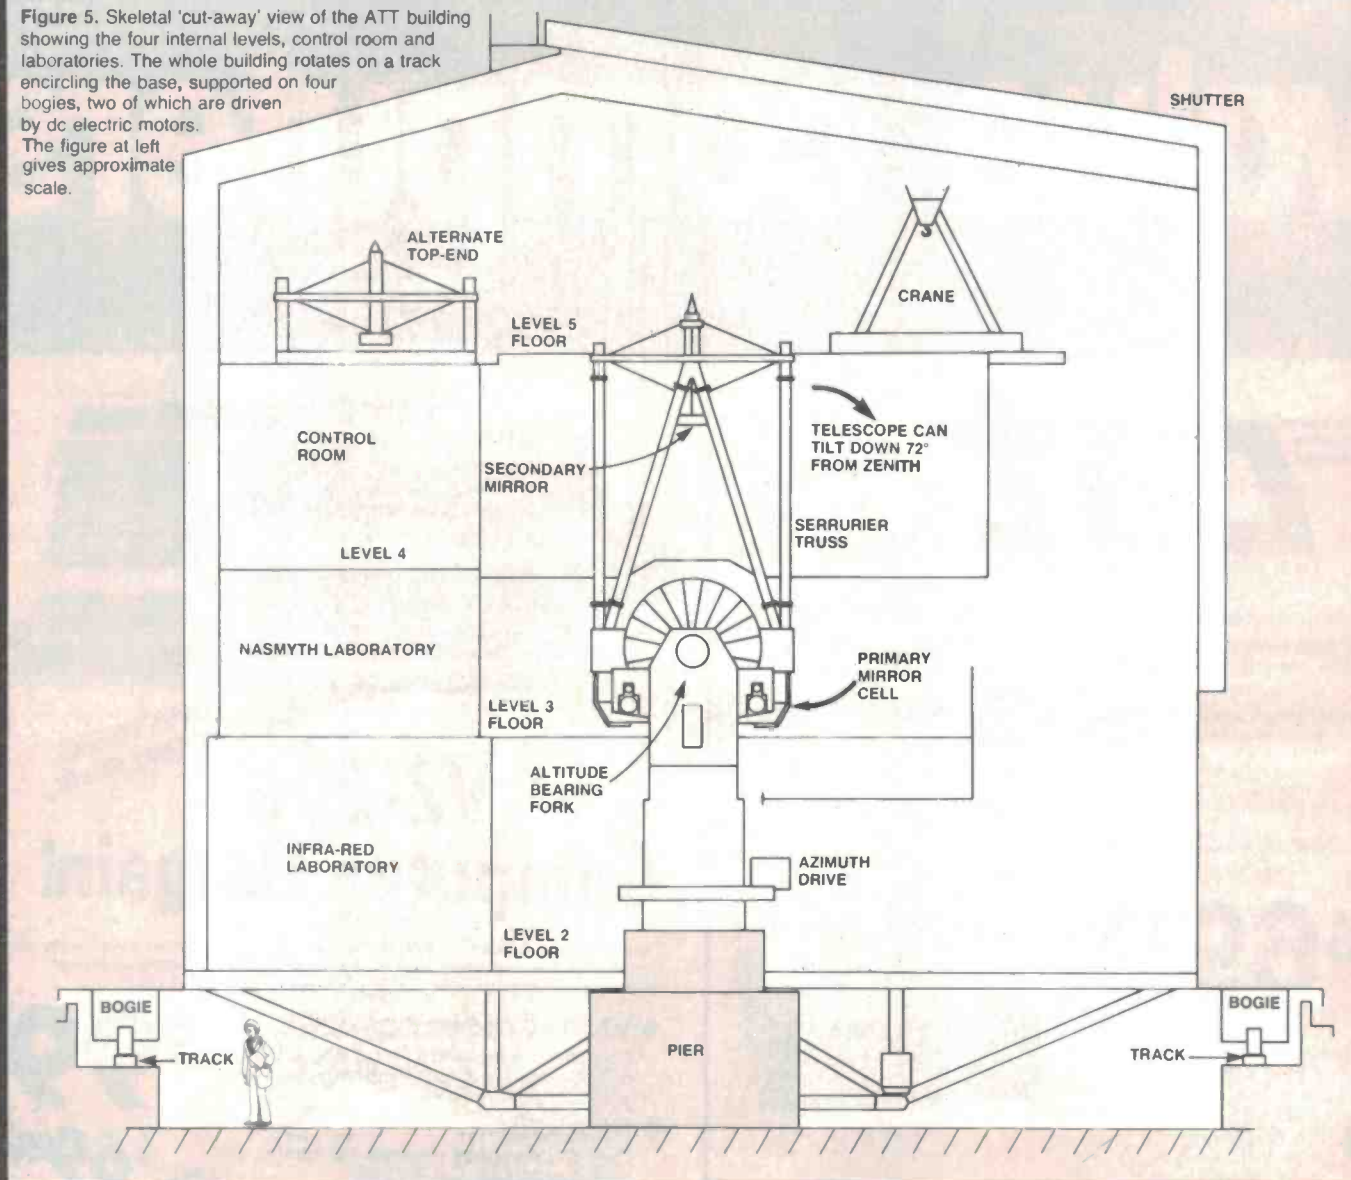 Figure 5. Skeletal 'cut-away' view of the ATT building
showing the four internal levels, control room and
laboratories. The whole building rotates on a track
encircling the base, supported on four
bogies, two of which are driven
by dc electric motors.
The figure at left
gives approximate
scale.
SHUTTER
ALTERNATE
TOP-END
CRANE
LEVEL 5
FLOOR
CONTROL
ROOM
SECONDARY
MIRROR
TELESCOPE CAN
TILT DOWN 72°
FROM ZENITH
SERRURIER
TRUSS
LEVEL 4
NASMYTH LABORATORY
PRIMARY
MIRROR
CELL
LEVEL 3
FLOOR
ALTITUDE
BEARING
FORK
INFRA-RED
LABORATORY
AZIMUTH
DRIVE
LEVEL 2
FLOOR
BOGIE
BOGIE
TRACK
PIER
TRACK